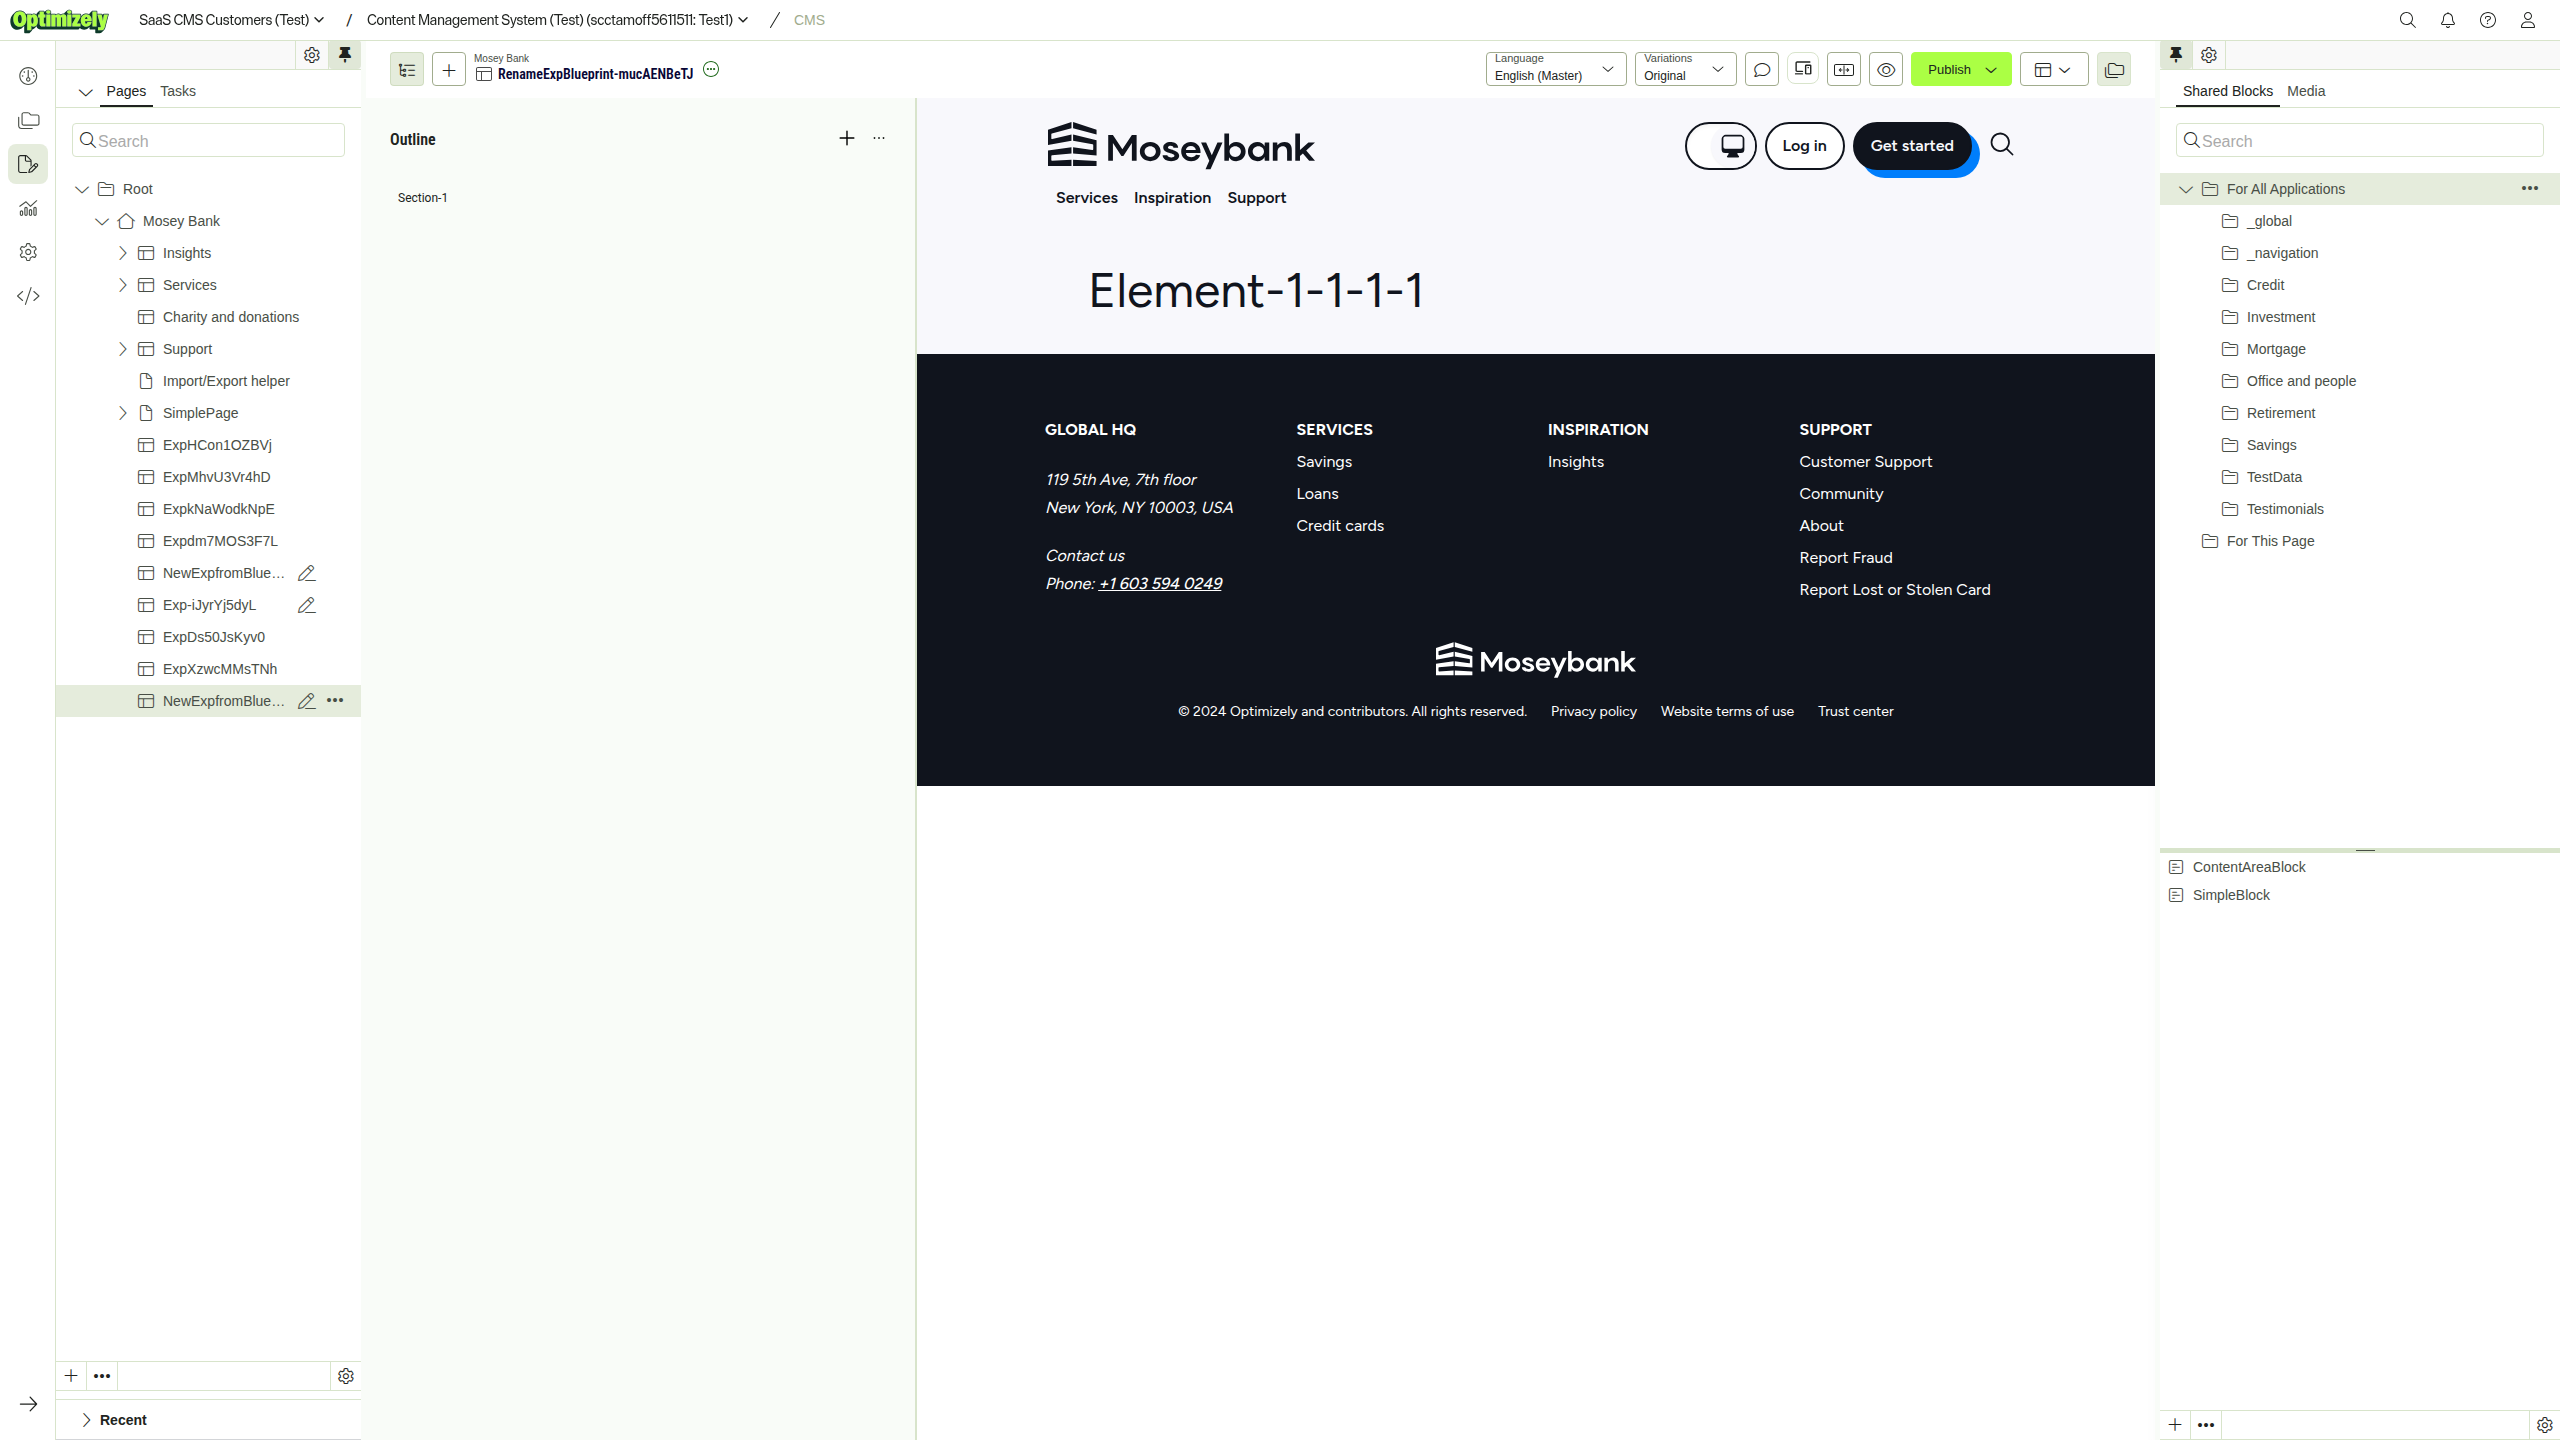 Optimizely
SaaS CMS Customers (Test)
/
Content Management System (Test) (scctamoff5611511: Test1)
/
CMS
Pages
Tasks
Search
Root
Mosey Bank
Insights
Services
Charity and donations
Support
Import/Export helper
SimplePage
ExpHCon1OZBVj
ExpMhvU3Vr4hD
ExpkNaWodkNpE
Expdm7MOS3F7L
NewExpfromBlue...
Exp-iJyrYj5dyL
ExpDs50JsKyv0
ExpXzwcMMsTNh
NewExpfromBlue...
Recent
Mosey Bank
RenameExpBlueprint-mucAENBeTJ
Language
English (Master)
Variations
Original
Publish
Outline
Section-1
Moseybank
Log in
Get started
Services
Inspiration
Support
Element-1-1-1-1
GLOBAL HQ
119 5th Ave, 7th floor
New York, NY 10003, USA
Contact us
Phone: +1 603 594 0249
SERVICES
Savings
Loans
Credit cards
INSPIRATION
Insights
SUPPORT
Customer Support
Community
About
Report Fraud
Report Lost or Stolen Card
Moseybank
© 2024 Optimizely and contributors. All rights reserved.
Privacy policy
Website terms of use
Trust center
Shared Blocks
Media
Search
For All Applications
_global
_navigation
Credit
Investment
Mortgage
Office and people
Retirement
Savings
TestData
Testimonials
For This Page
ContentAreaBlock
SimpleBlock